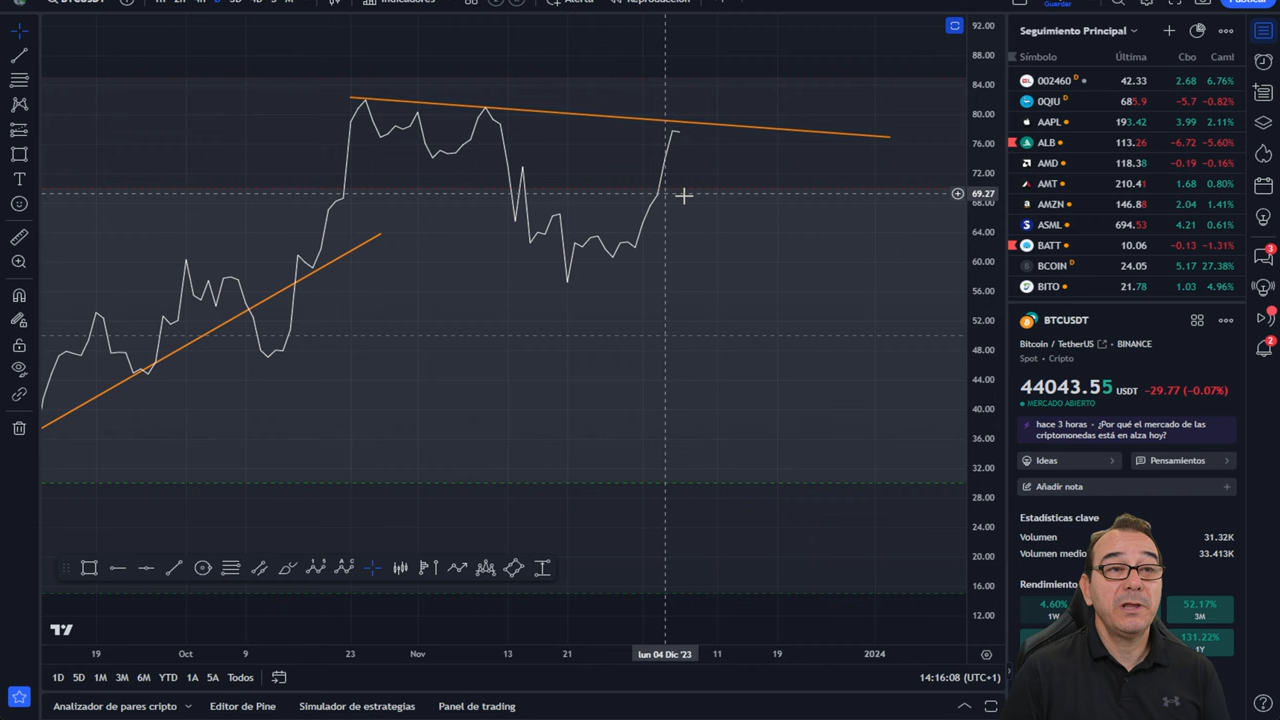 BTCUSDT
Indicadores
Alerta
Reproducción
Guardar
Publicar
Seguimiento Principal
Símbolo Última Cbo Cam%
002460 D 42.33 2.68 6.76%
0QIU D 685.9 −5.7 −0.82%
AAPL 193.42 3.99 2.11%
ALB 113.26 −6.72 −5.60%
AMD 118.38 −0.19 −0.16%
AMT 210.41 1.68 0.80%
AMZN 146.88 2.04 1.41%
ASML 694.53 4.21 0.61%
BATT 10.06 −0.13 −1.31%
BCOIN D 24.05 5.17 27.38%
BITO 21.78 1.03 4.96%
BTCUSDT
Bitcoin / TetherUS • BINANCE
Spot • Cripto
44043.55 USDT −29.77 (−0.07%)
MERCADO ABIERTO
hace 3 horas • ¿Por qué el mercado de las
criptomonedas está en alza hoy?
Ideas
Pensamientos
Añadir nota
Estadísticas clave
Volumen 31.32K
Volumen medio 33.413K
Rendimiento
4.60% 52.17%
1W 3M
131.22%
1Y
92.00
88.00
84.00
80.00
76.00
72.00
69.27
68.00
64.00
60.00
56.00
52.00
48.00
44.00
40.00
36.00
32.00
28.00
24.00
20.00
16.00
12.00
19 Oct 9 23 Nov 13 21 lun 04 Dic '23 11 19 2024
1D 5D 1M 3M 6M YTD 1A 5A Todos
14:16:08 (UTC+1)
Analizador de pares cripto
Editor de Pine
Simulador de estrategias
Panel de trading
3
2